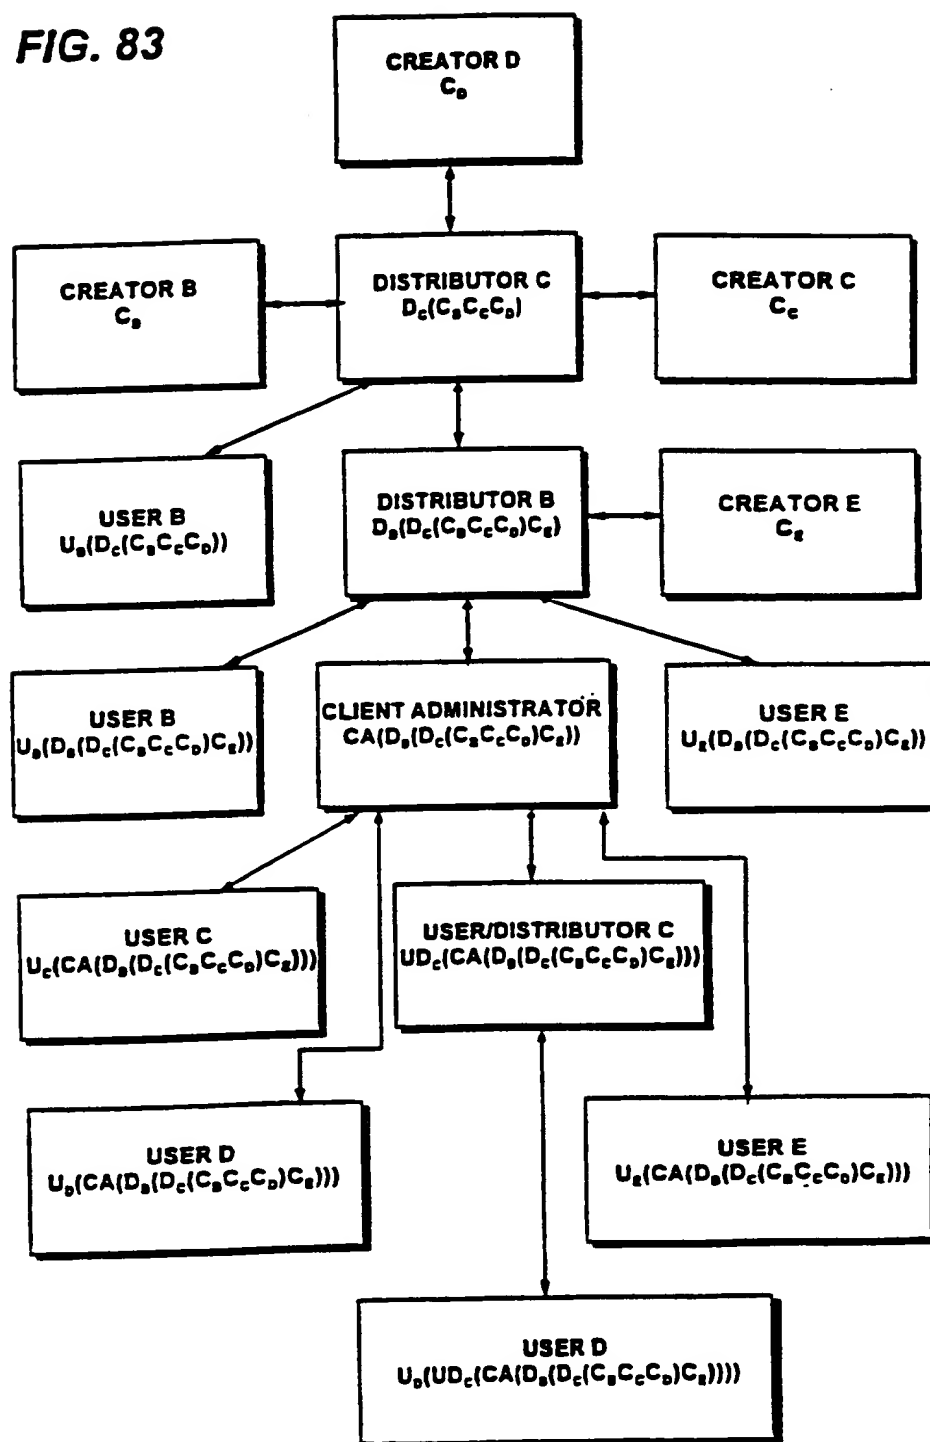 FIG. 83
CREATOR D
C_D
CREATOR B
C_B
DISTRIBUTOR C
D_C(C_BC_CC_D)
CREATOR C
C_C
USER B
U_B(D_C(C_BC_CC_D))
DISTRIBUTOR B
D_B(D_C(C_BC_CC_D)C_E)
CREATOR E
C_E
USER B
U_B(D_B(D_C(C_BC_CC_D)C_E))
CLIENT ADMINISTRATOR
CA(D_B(D_C(C_BC_CC_D)C_E))
USER E
U_E(D_B(D_C(C_BC_CC_D)C_E))
USER C
U_C(CA(D_B(D_C(C_BC_CC_D)C_E)))
USER/DISTRIBUTOR C
UD_C(CA(D_B(D_C(C_BC_CC_D)C_E)))
USER D
U_D(CA(D_B(D_C(C_BC_CC_D)C_E)))
USER E
U_E(CA(D_B(D_C(C_BC_CC_D)C_E)))
USER D
U_D(UD_C(CA(D_B(D_C(C_BC_CC_D)C_E))))